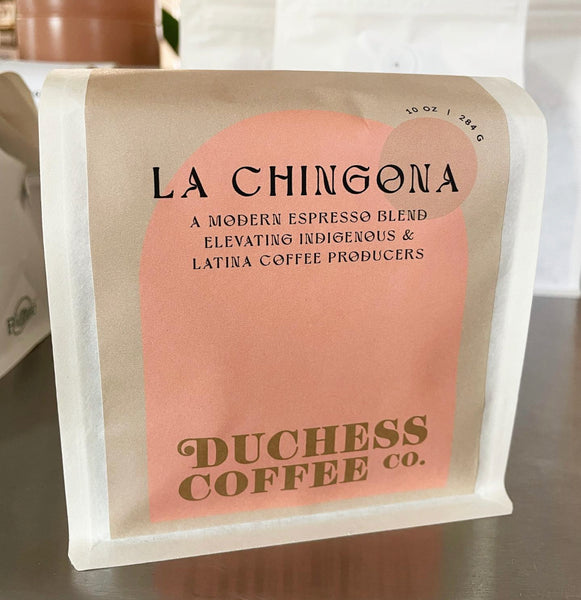 10 OZ | 284 G
LA CHINGONA
A MODERN ESPRESSO BLEND
ELEVATING INDIGENOUS &
LATINA COFFEE PRODUCERS
DUCHESS
COFFEE CO.